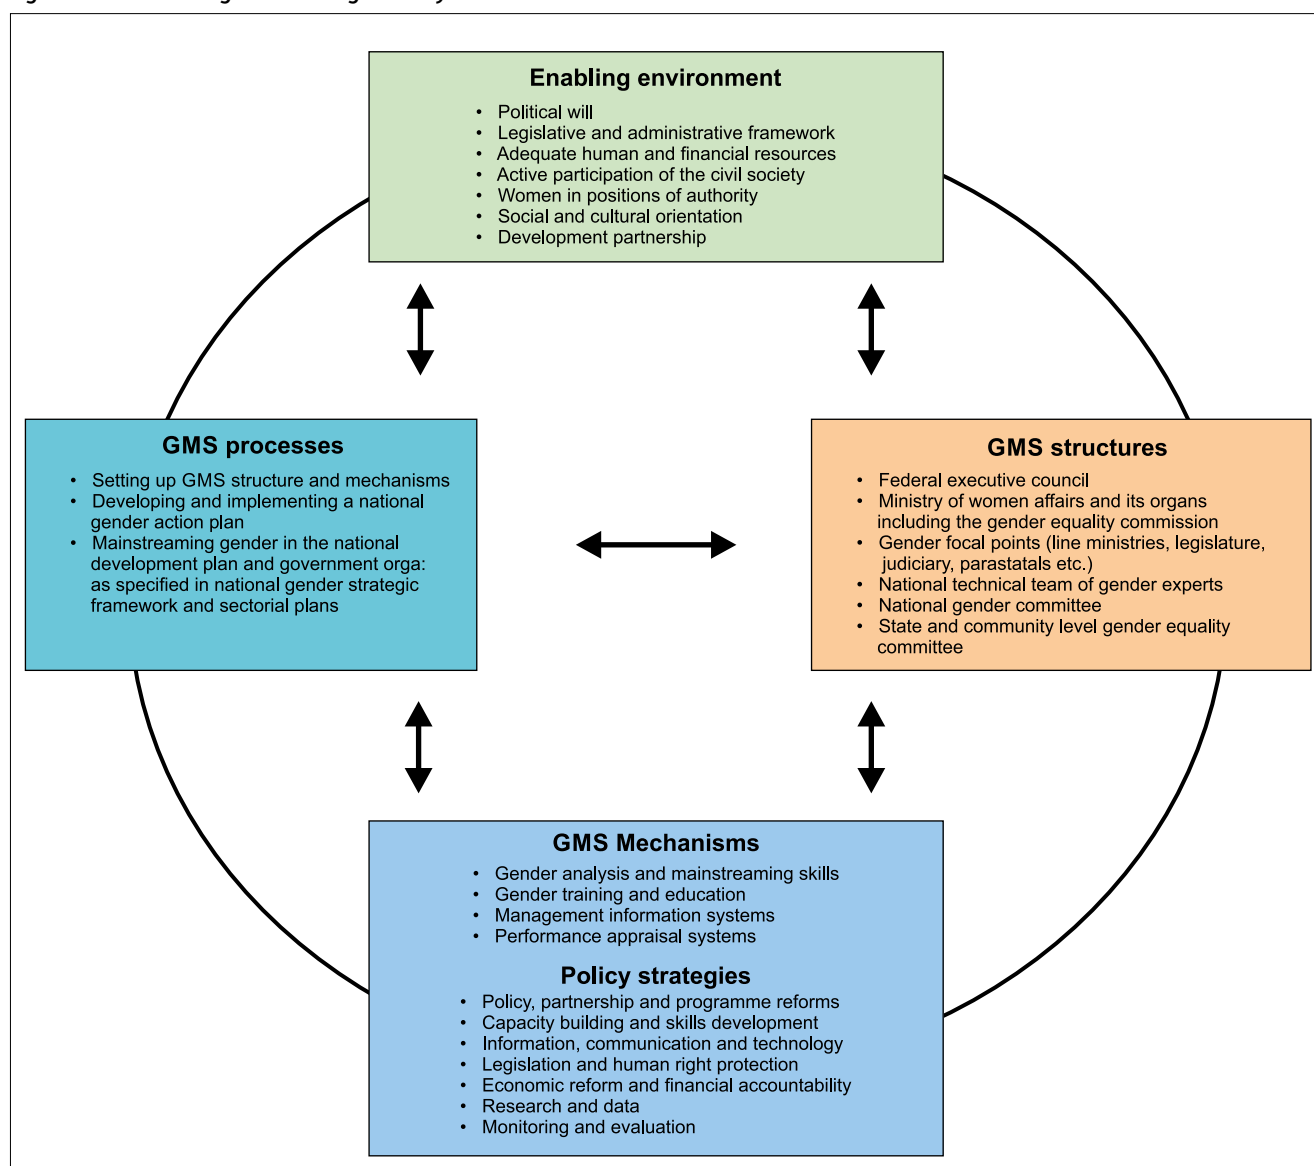 Enabling environment
• Political will
• Legislative and administrative framework
• Adequate human and financial resources
• Active participation of the civil society
• Women in positions of authority
• Social and cultural orientation
• Development partnership
GMS processes
• Setting up GMS structure and mechanisms
• Developing and implementing a national
gender action plan
• Mainstreaming gender in the national
development plan and government orga:
as specified in national gender strategic
framework and sectorial plans
GMS structures
• Federal executive council
• Ministry of women affairs and its organs
including the gender equality commission
• Gender focal points (line ministries, legislature,
judiciary, parastatals etc.)
• National technical team of gender experts
• National gender committee
• State and community level gender equality
committee
GMS Mechanisms
• Gender analysis and mainstreaming skills
• Gender training and education
• Management information systems
• Performance appraisal systems
Policy strategies
• Policy, partnership and programme reforms
• Capacity building and skills development
• Information, communication and technology
• Legislation and human right protection
• Economic reform and financial accountability
• Research and data
• Monitoring and evaluation